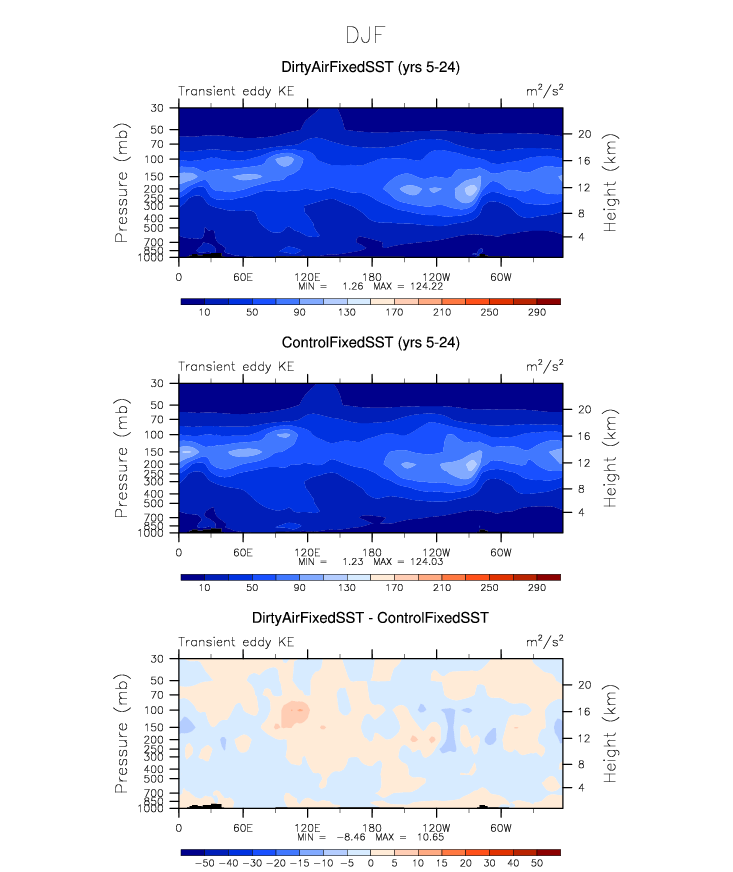 DJF
DirtyAirFixedSST (yrs 5-24)
Transient eddy KE m²/s²
30
50
70
100
150
200
250
300
400
500
700
850
1000
Pressure (mb)
20
16
12
8
4
Height (km)
0 60E 120E 180 120W 60W
MIN = 1.26 MAX = 124.22
10 50 90 130 170 210 250 290
ControlFixedSST (yrs 5-24)
Transient eddy KE m²/s²
30
50
70
100
150
200
250
300
400
500
700
850
1000
Pressure (mb)
20
16
12
8
4
Height (km)
0 60E 120E 180 120W 60W
MIN = 1.23 MAX = 124.03
10 50 90 130 170 210 250 290
DirtyAirFixedSST - ControlFixedSST
Transient eddy KE m²/s²
30
50
70
100
150
200
250
300
400
500
700
850
1000
Pressure (mb)
20
16
12
8
4
Height (km)
0 60E 120E 180 120W 60W
MIN = −8.46 MAX = 10.65
−50 −40 −30 −20 −15 −10 −5 0 5 10 15 20 30 40 50